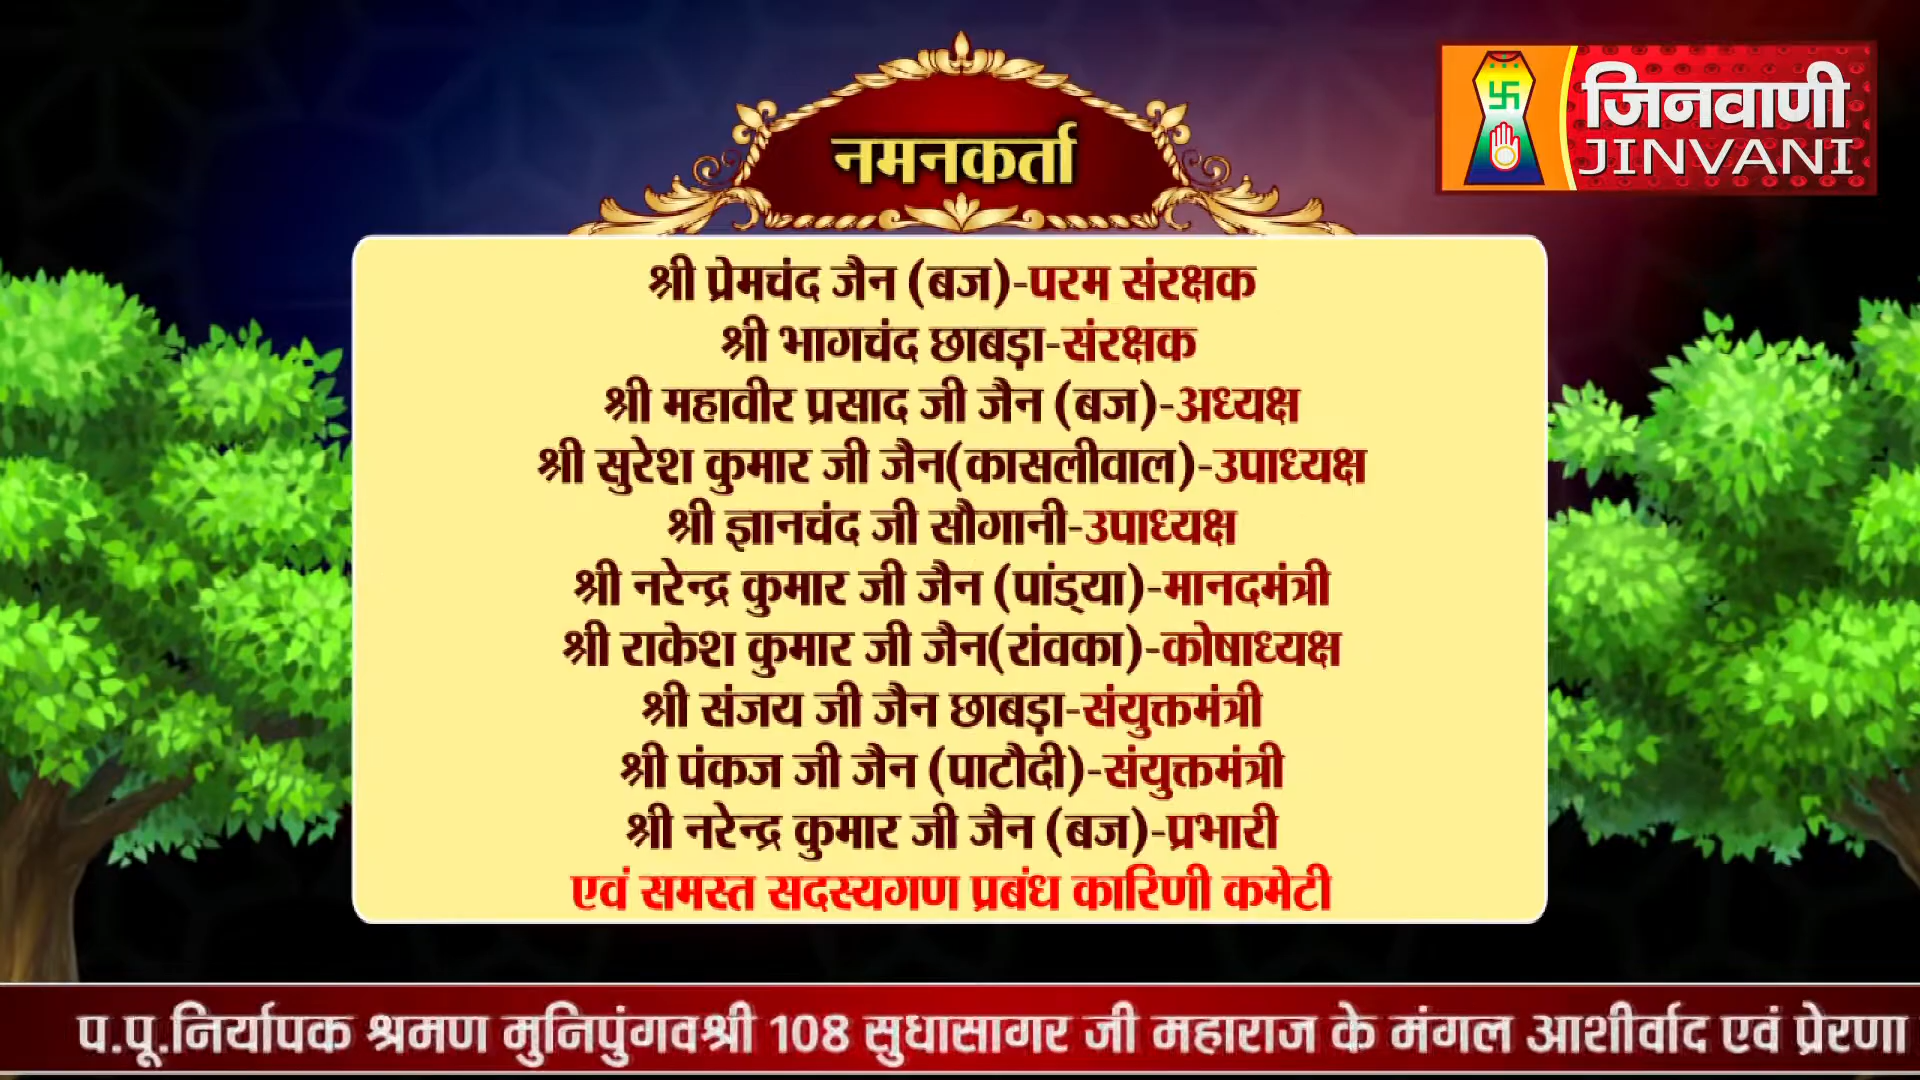 नमनकर्ता
जिनवाणी
JINVANI
श्री प्रेमचंद जैन (बज)-परम संरक्षक
श्री भागचंद छाबड़ा-संरक्षक
श्री महावीर प्रसाद जी जैन (बज)-अध्यक्ष
श्री सुरेश कुमार जी जैन(कासलीवाल)-उपाध्यक्ष
श्री ज्ञानचंद जी सौगानी-उपाध्यक्ष
श्री नरेन्द्र कुमार जी जैन (पांड्या)-मानदमंत्री
श्री राकेश कुमार जी जैन(रांवका)-कोषाध्यक्ष
श्री संजय जी जैन छाबड़ा-संयुक्तमंत्री
श्री पंकज जी जैन (पाटौदी)-संयुक्तमंत्री
श्री नरेन्द्र कुमार जी जैन (बज)-प्रभारी
एवं समस्त सदस्यगण प्रबंध कारिणी कमेटी
प.पू.निर्यापक श्रमण मुनिपुंगवश्री 108 सुधासागर जी महाराज के मंगल आशीर्वाद एवं प्रेरणा